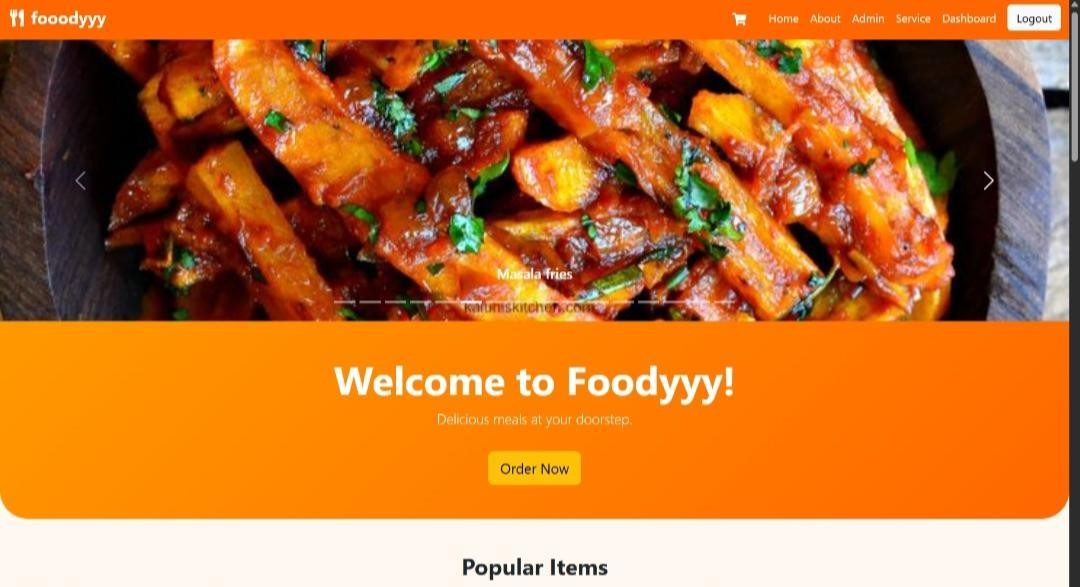 fooodyyy
Home About Admin Service Dashboard Logout
Masala fries
kaluhiskitchen.com
Welcome to Foodyyy!
Delicious meals at your doorstep.
Order Now
Popular Items